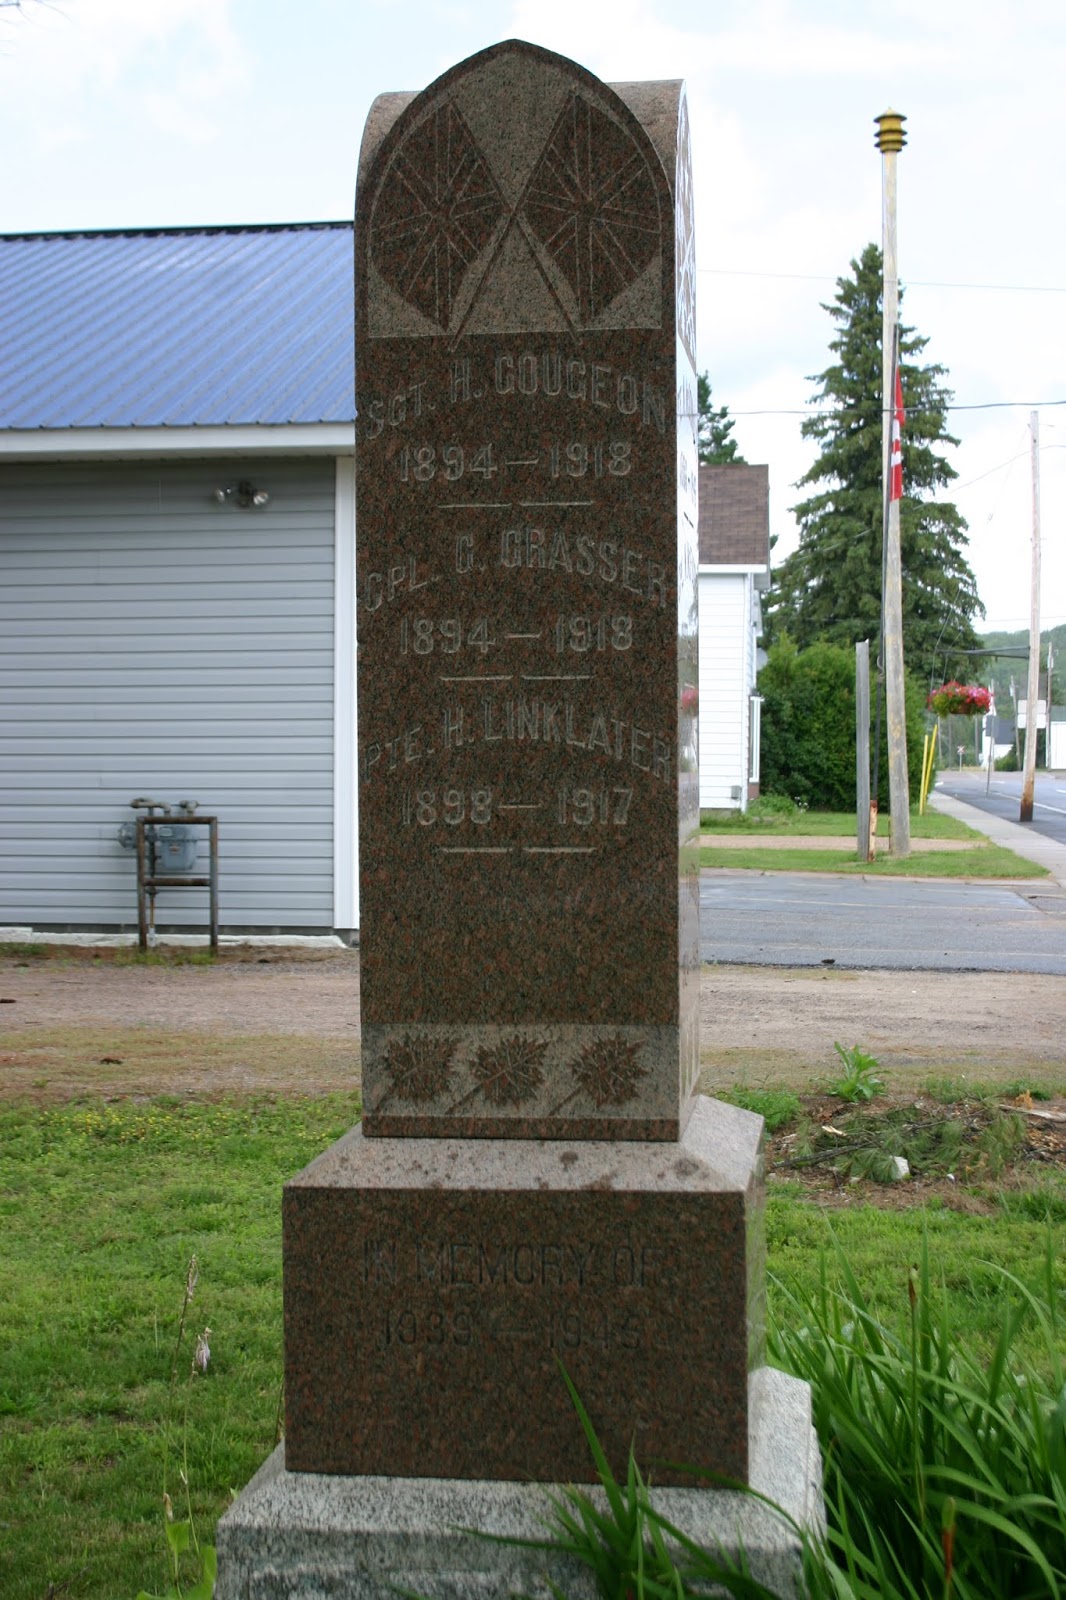 SGT. H. GOUGEON
1894 — 1918
CPL. G. GRASSER
1894 — 1918
PTE. H. LINKLATER
1898 — 1917
IN MEMORY OF
1939 — 1945